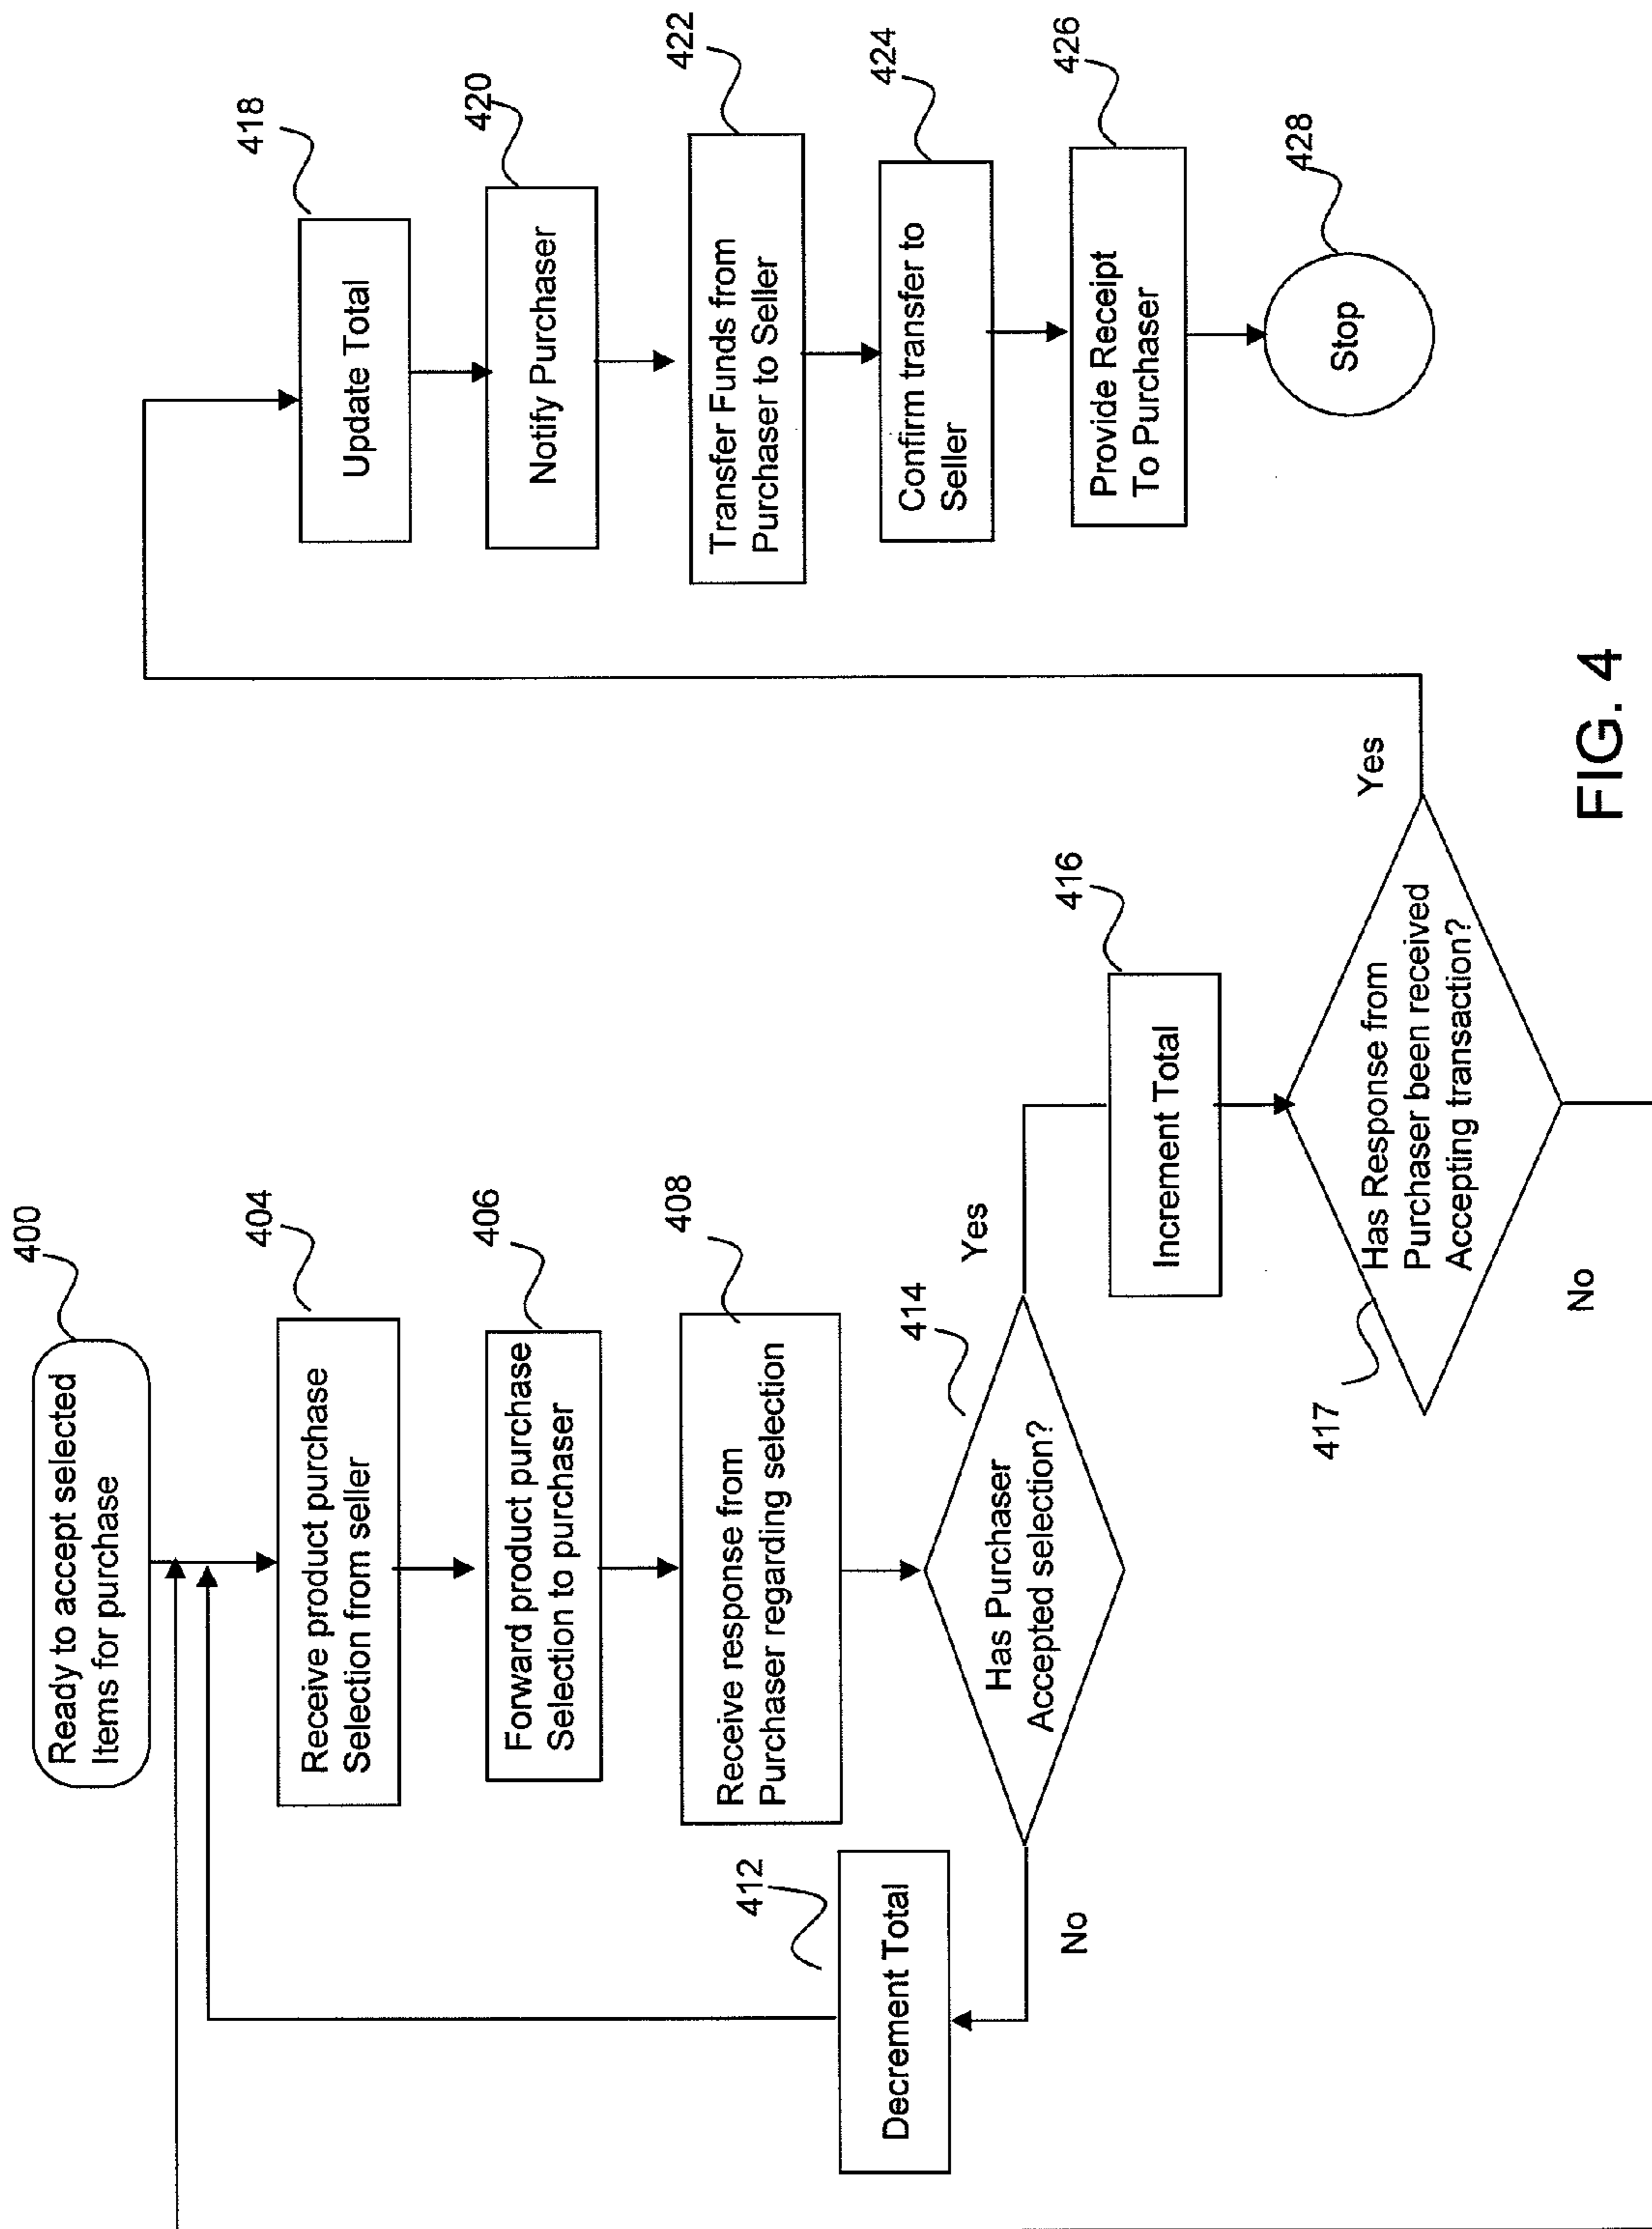 400
Ready to accept selected
Items for purchase
404
Receive product purchase
Selection from seller
406
Forward product purchase
Selection to purchaser
408
Receive response from
Purchaser regarding selection
414
Has Purchaser
Accepted selection?
No
412
Decrement Total
Yes
416
Increment Total
417
Has Response from
Purchaser been received
Accepting transaction?
No
Yes
418
Update Total
420
Notify Purchaser
422
Transfer Funds from
Purchaser to Seller
424
Confirm transfer to
Seller
426
Provide Receipt
To Purchaser
428
Stop
FIG. 4